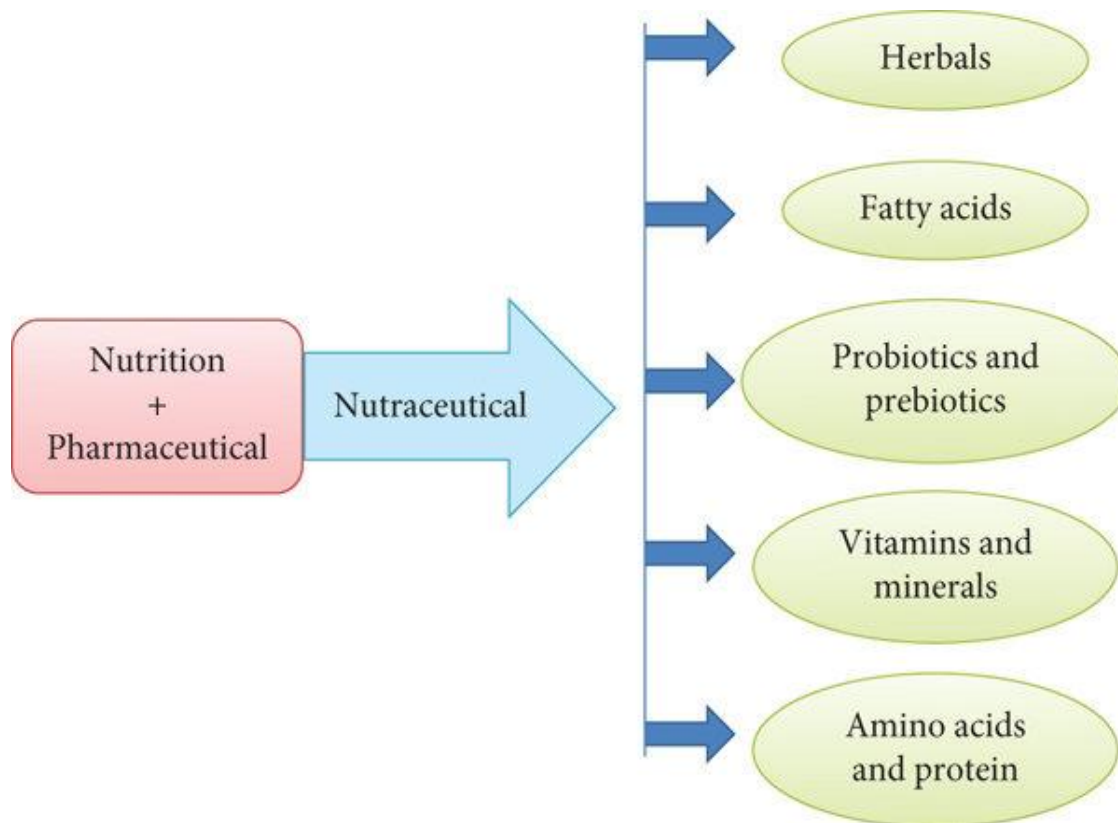 Nutrition
+
Pharmaceutical
Nutraceutical
Herbals
Fatty acids
Probiotics and
prebiotics
Vitamins and
minerals
Amino acids
and protein